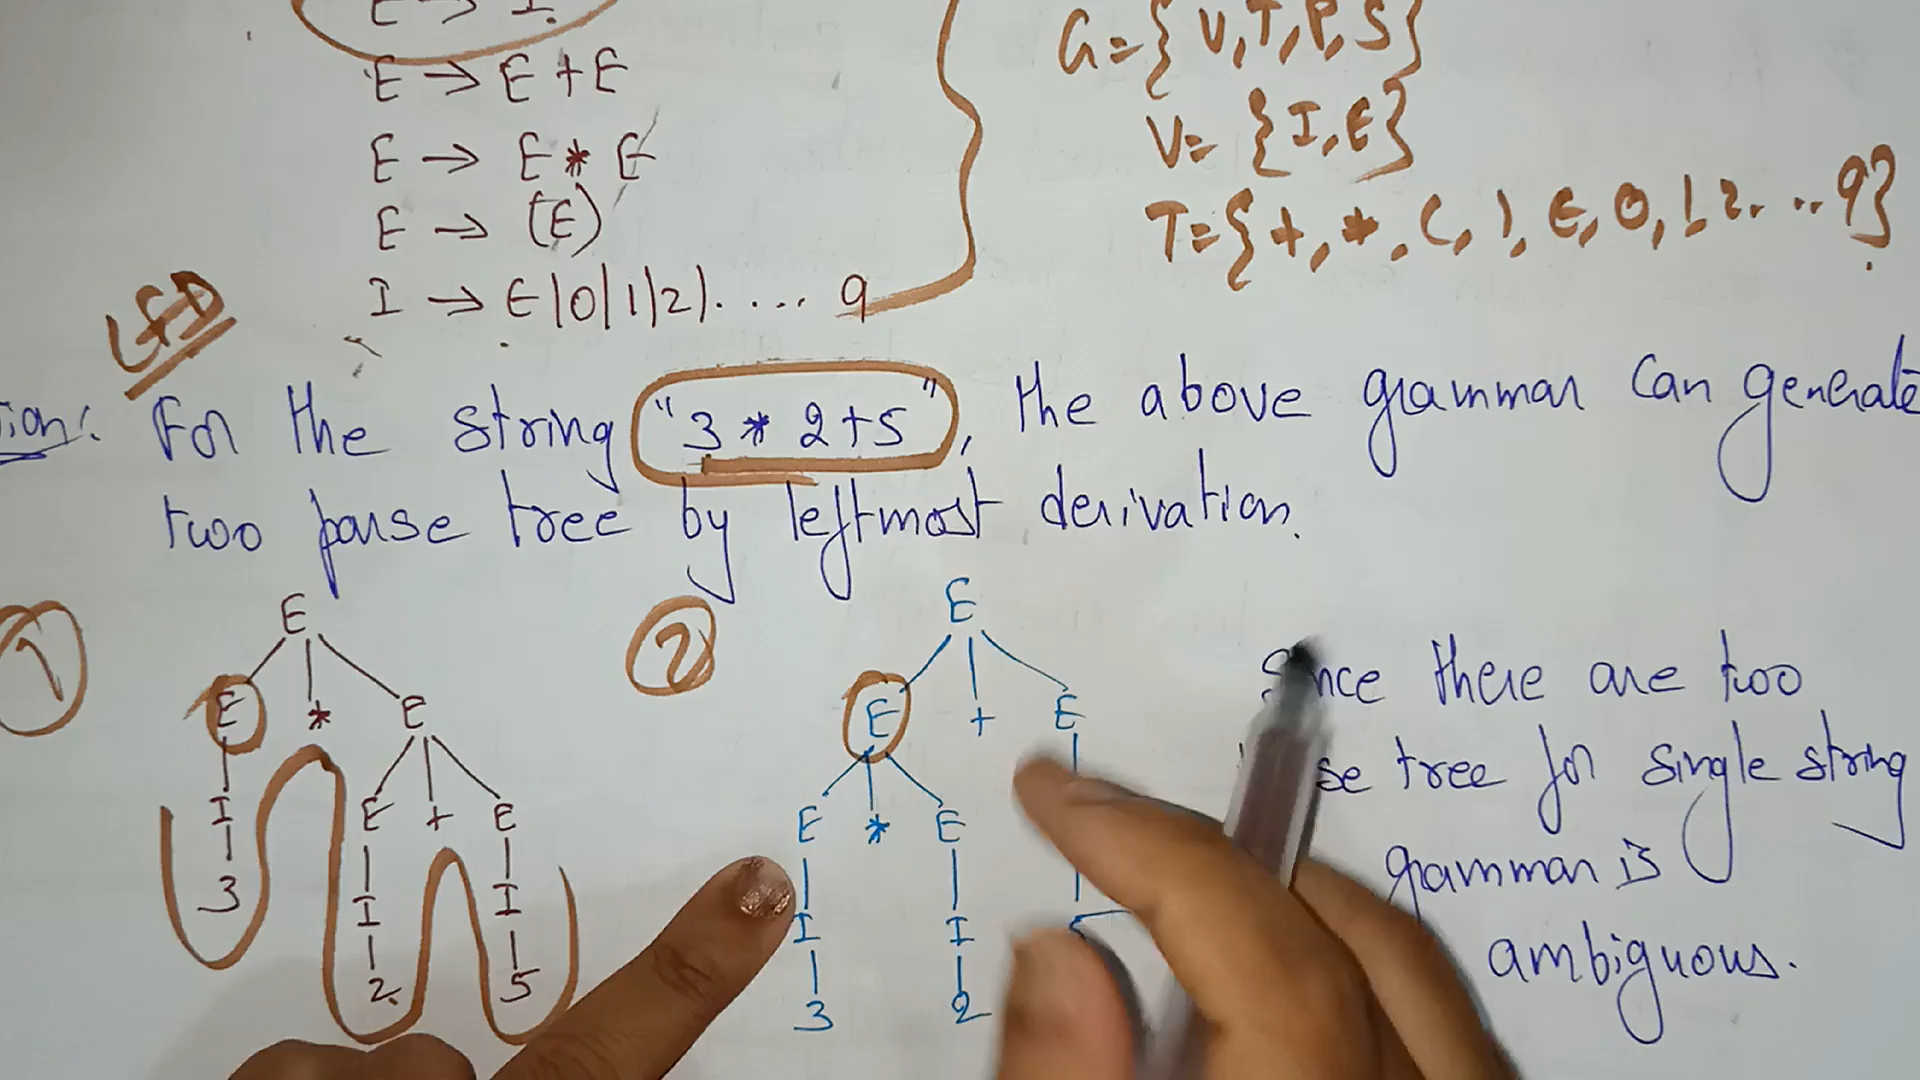 E → I.
E → E + E
E → E * E
E → (E)
I → ϵ|0|1|2|.... 9
G = {V, T, P, S}
V = {I, E}
T = {+, *, (, ), ϵ, 0, 1, 2, ... 9}
LFD
For the string "3 * 2+5", the above grammar can generate
two parse tree by leftmost derivation.
1
E
E * E
I E + E
3 I I
2 5
2
E
E + E
E * E
I I 5
3 2
Since there are two
tree for single string
grammar is
ambiguous.